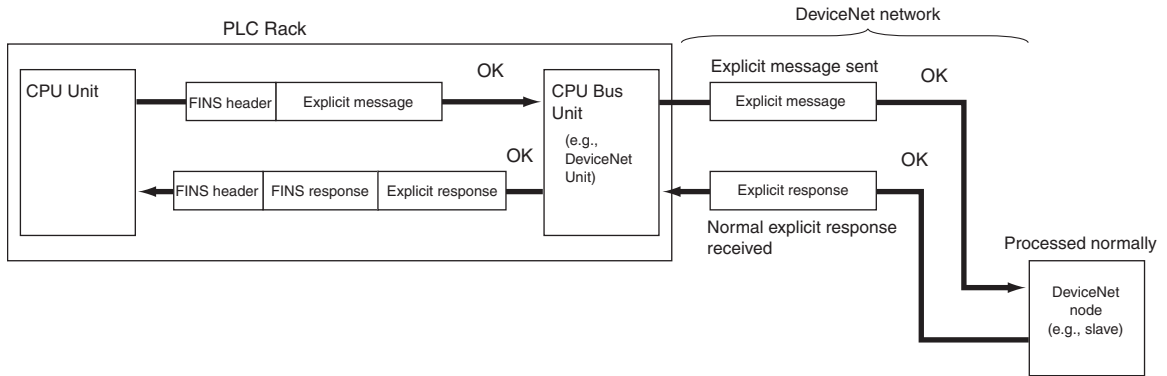 DeviceNet network
PLC Rack
CPU Unit
FINS header
Explicit message
OK
CPU Bus
Unit
(e.g.,
DeviceNet
Unit)
Explicit message sent
Explicit message
OK
FINS header
FINS response
Explicit response
OK
Explicit response
OK
Normal explicit response
received
Processed normally
DeviceNet
node
(e.g., slave)